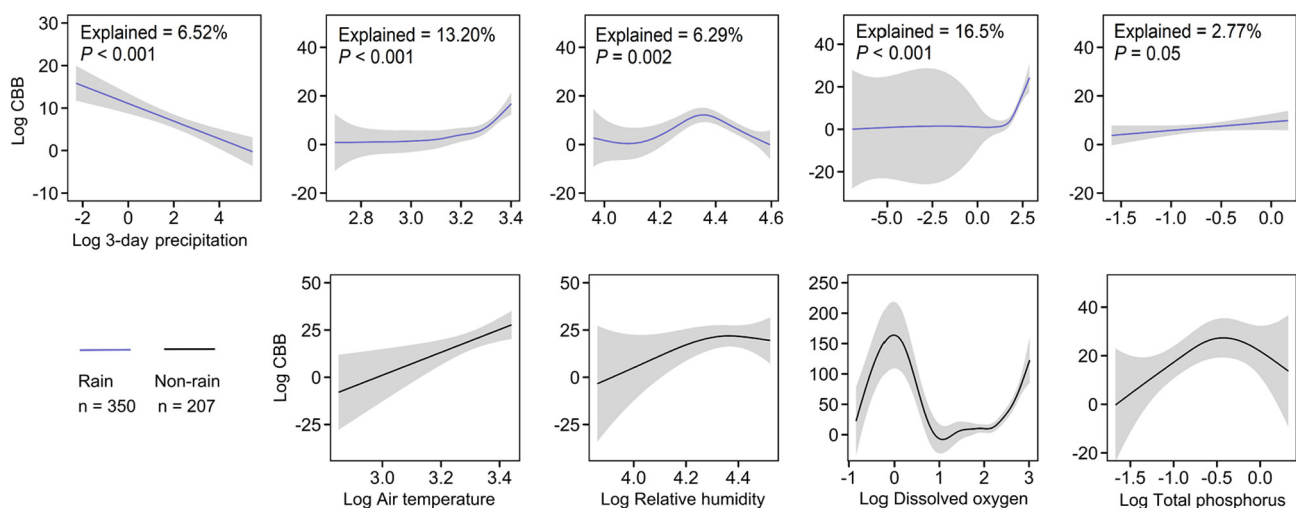 Explained = 6.52%
P < 0.001
30
20
10
0
-10
Log CBB
-2 0 2 4
Log 3-day precipitation
Explained = 13.20%
P < 0.001
40
20
0
-20
2.8 3.0 3.2 3.4
Explained = 6.29%
P = 0.002
40
20
0
-20
4.0 4.2 4.4 4.6
Explained = 16.5%
P < 0.001
40
20
0
-20
-5.0 -2.5 0.0 2.5
Explained = 2.77%
P = 0.05
40
20
0
-20
-1.5 -1.0 -0.5 0.0
Rain Non-rain
n = 350 n = 207
50
25
0
-25
Log CBB
3.0 3.4
Log Air temperature
50
25
0
-25
4.0 4.2 4.4
Log Relative humidity
250
200
150
100
50
0
-1 0 1 2 3
Log Dissolved oxygen
40
20
0
-20
-1.5 -1.0 -0.5 0.0
Log Total phosphorus